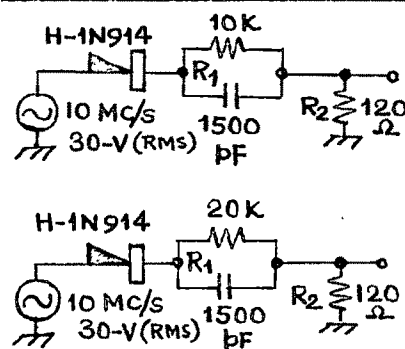 10K
H-1N914
R1
10 MC/S
30-V(RMS)
1500
pF
R2
120
Ω
20K
H-1N914
R1
10 MC/S
30-V(RMS)
1500
pF
R2
120
Ω